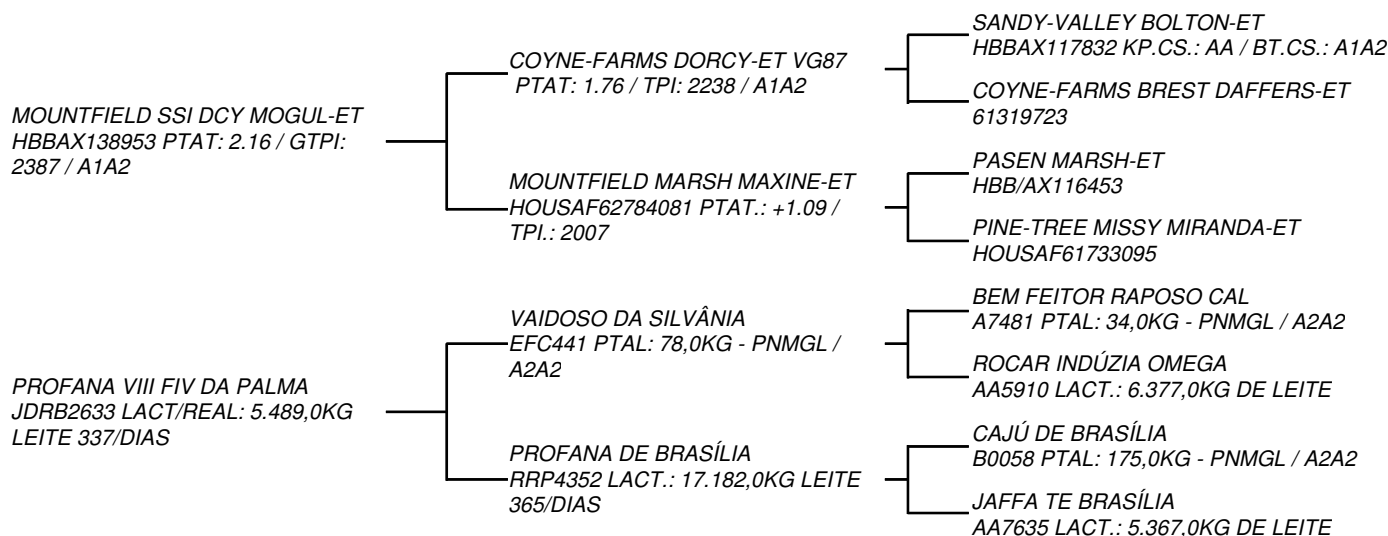 MOUNTFIELD SSI DCY MOGUL-ET
HBBAX138953 PTAT: 2.16 / GTPI:
2387 / A1A2
COYNE-FARMS DORCY-ET VG87
PTAT: 1.76 / TPI: 2238 / A1A2
SANDY-VALLEY BOLTON-ET
HBBAX117832 KP.CS.: AA / BT.CS.: A1A2
COYNE-FARMS BREST DAFFERS-ET
61319723
MOUNTFIELD MARSH MAXINE-ET
HOUSAF62784081 PTAT.: +1.09 /
TPI.: 2007
PASEN MARSH-ET
HBB/AX116453
PINE-TREE MISSY MIRANDA-ET
HOUSAF61733095
PROFANA VIII FIV DA PALMA
JDRB2633 LACT/REAL: 5.489,0KG
LEITE 337/DIAS
VAIDOSO DA SILVÂNIA
EFC441 PTAL: 78,0KG - PNMGL /
A2A2
BEM FEITOR RAPOSO CAL
A7481 PTAL: 34,0KG - PNMGL / A2A2
ROCAR INDÚZIA OMEGA
AA5910 LACT.: 6.377,0KG DE LEITE
PROFANA DE BRASÍLIA
RRP4352 LACT.: 17.182,0KG LEITE
365/DIAS
CAJÚ DE BRASÍLIA
B0058 PTAL: 175,0KG - PNMGL / A2A2
JAFFA TE BRASÍLIA
AA7635 LACT.: 5.367,0KG DE LEITE